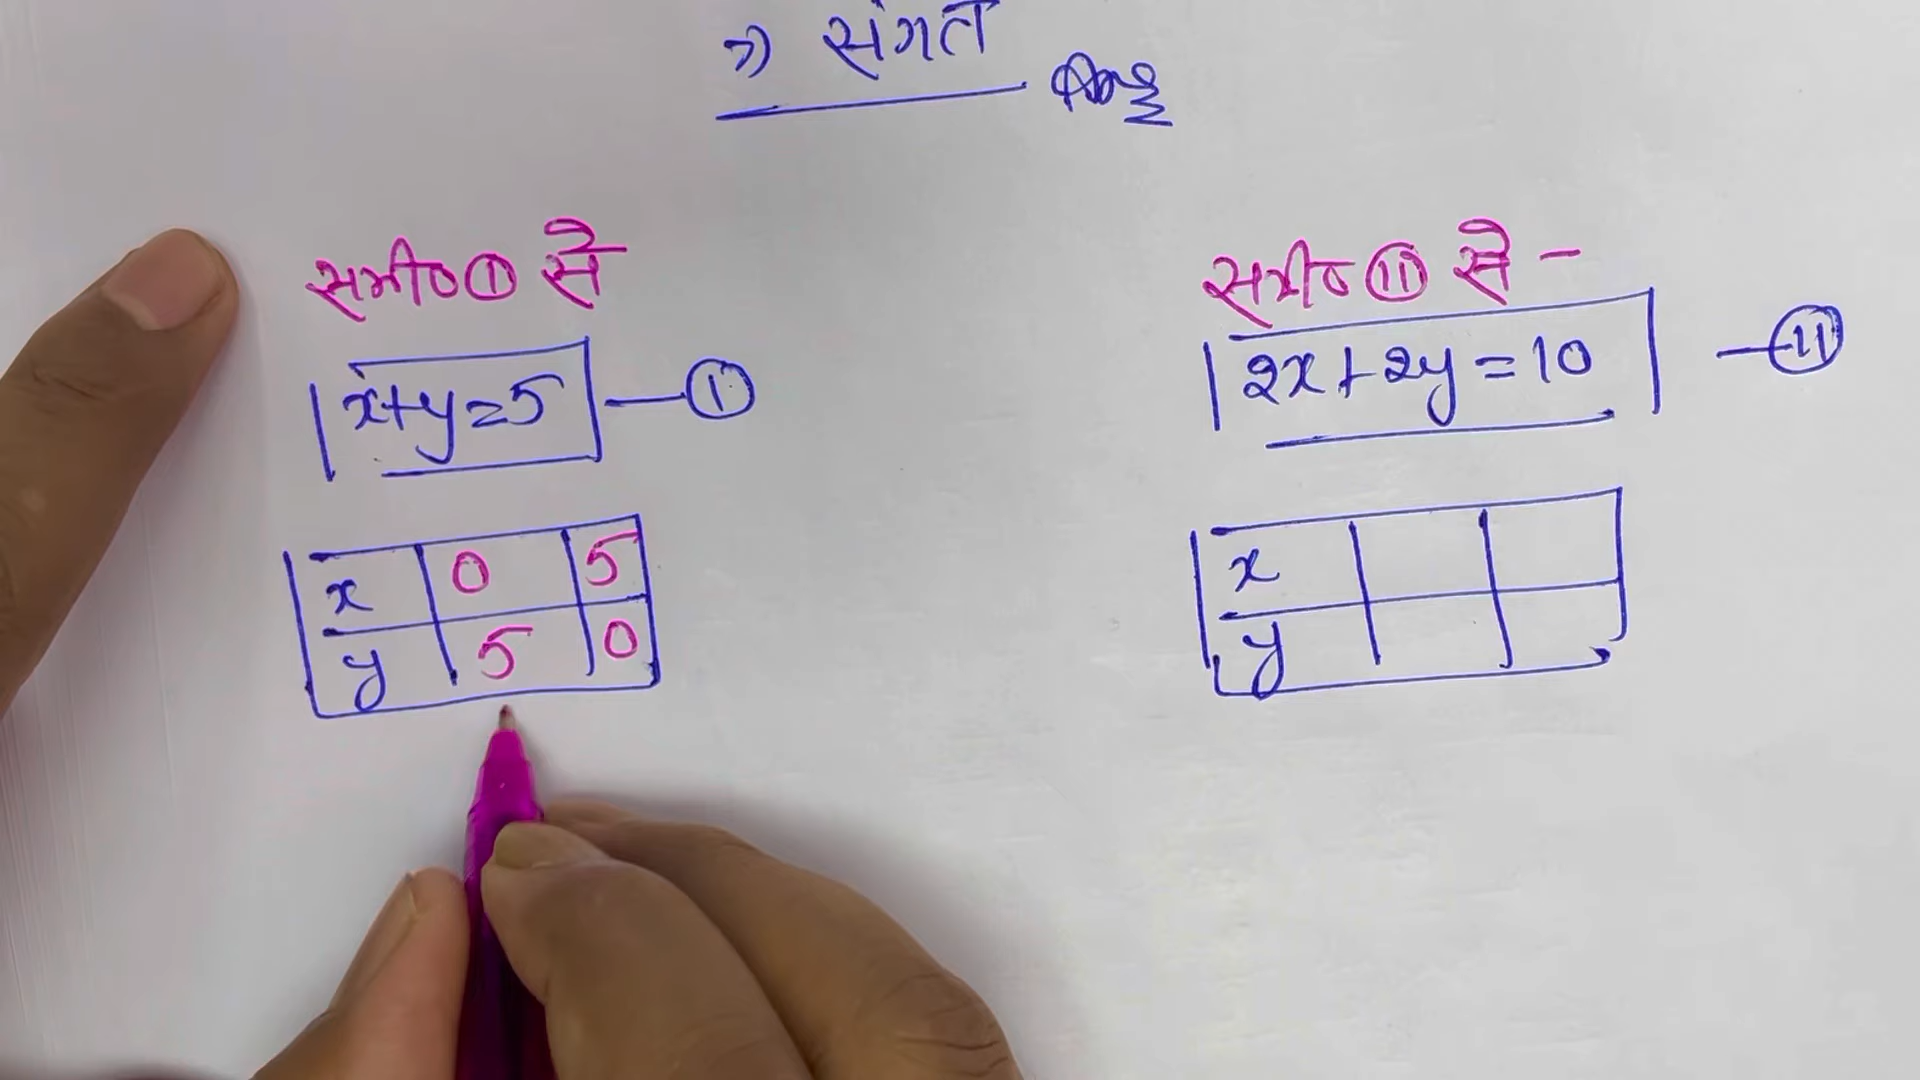 => संगत
समी० ① से
समी० ⑪ से -
x+y=5 —①
2x+2y=10 —⑪
x 0 5
y 5 0
x
y